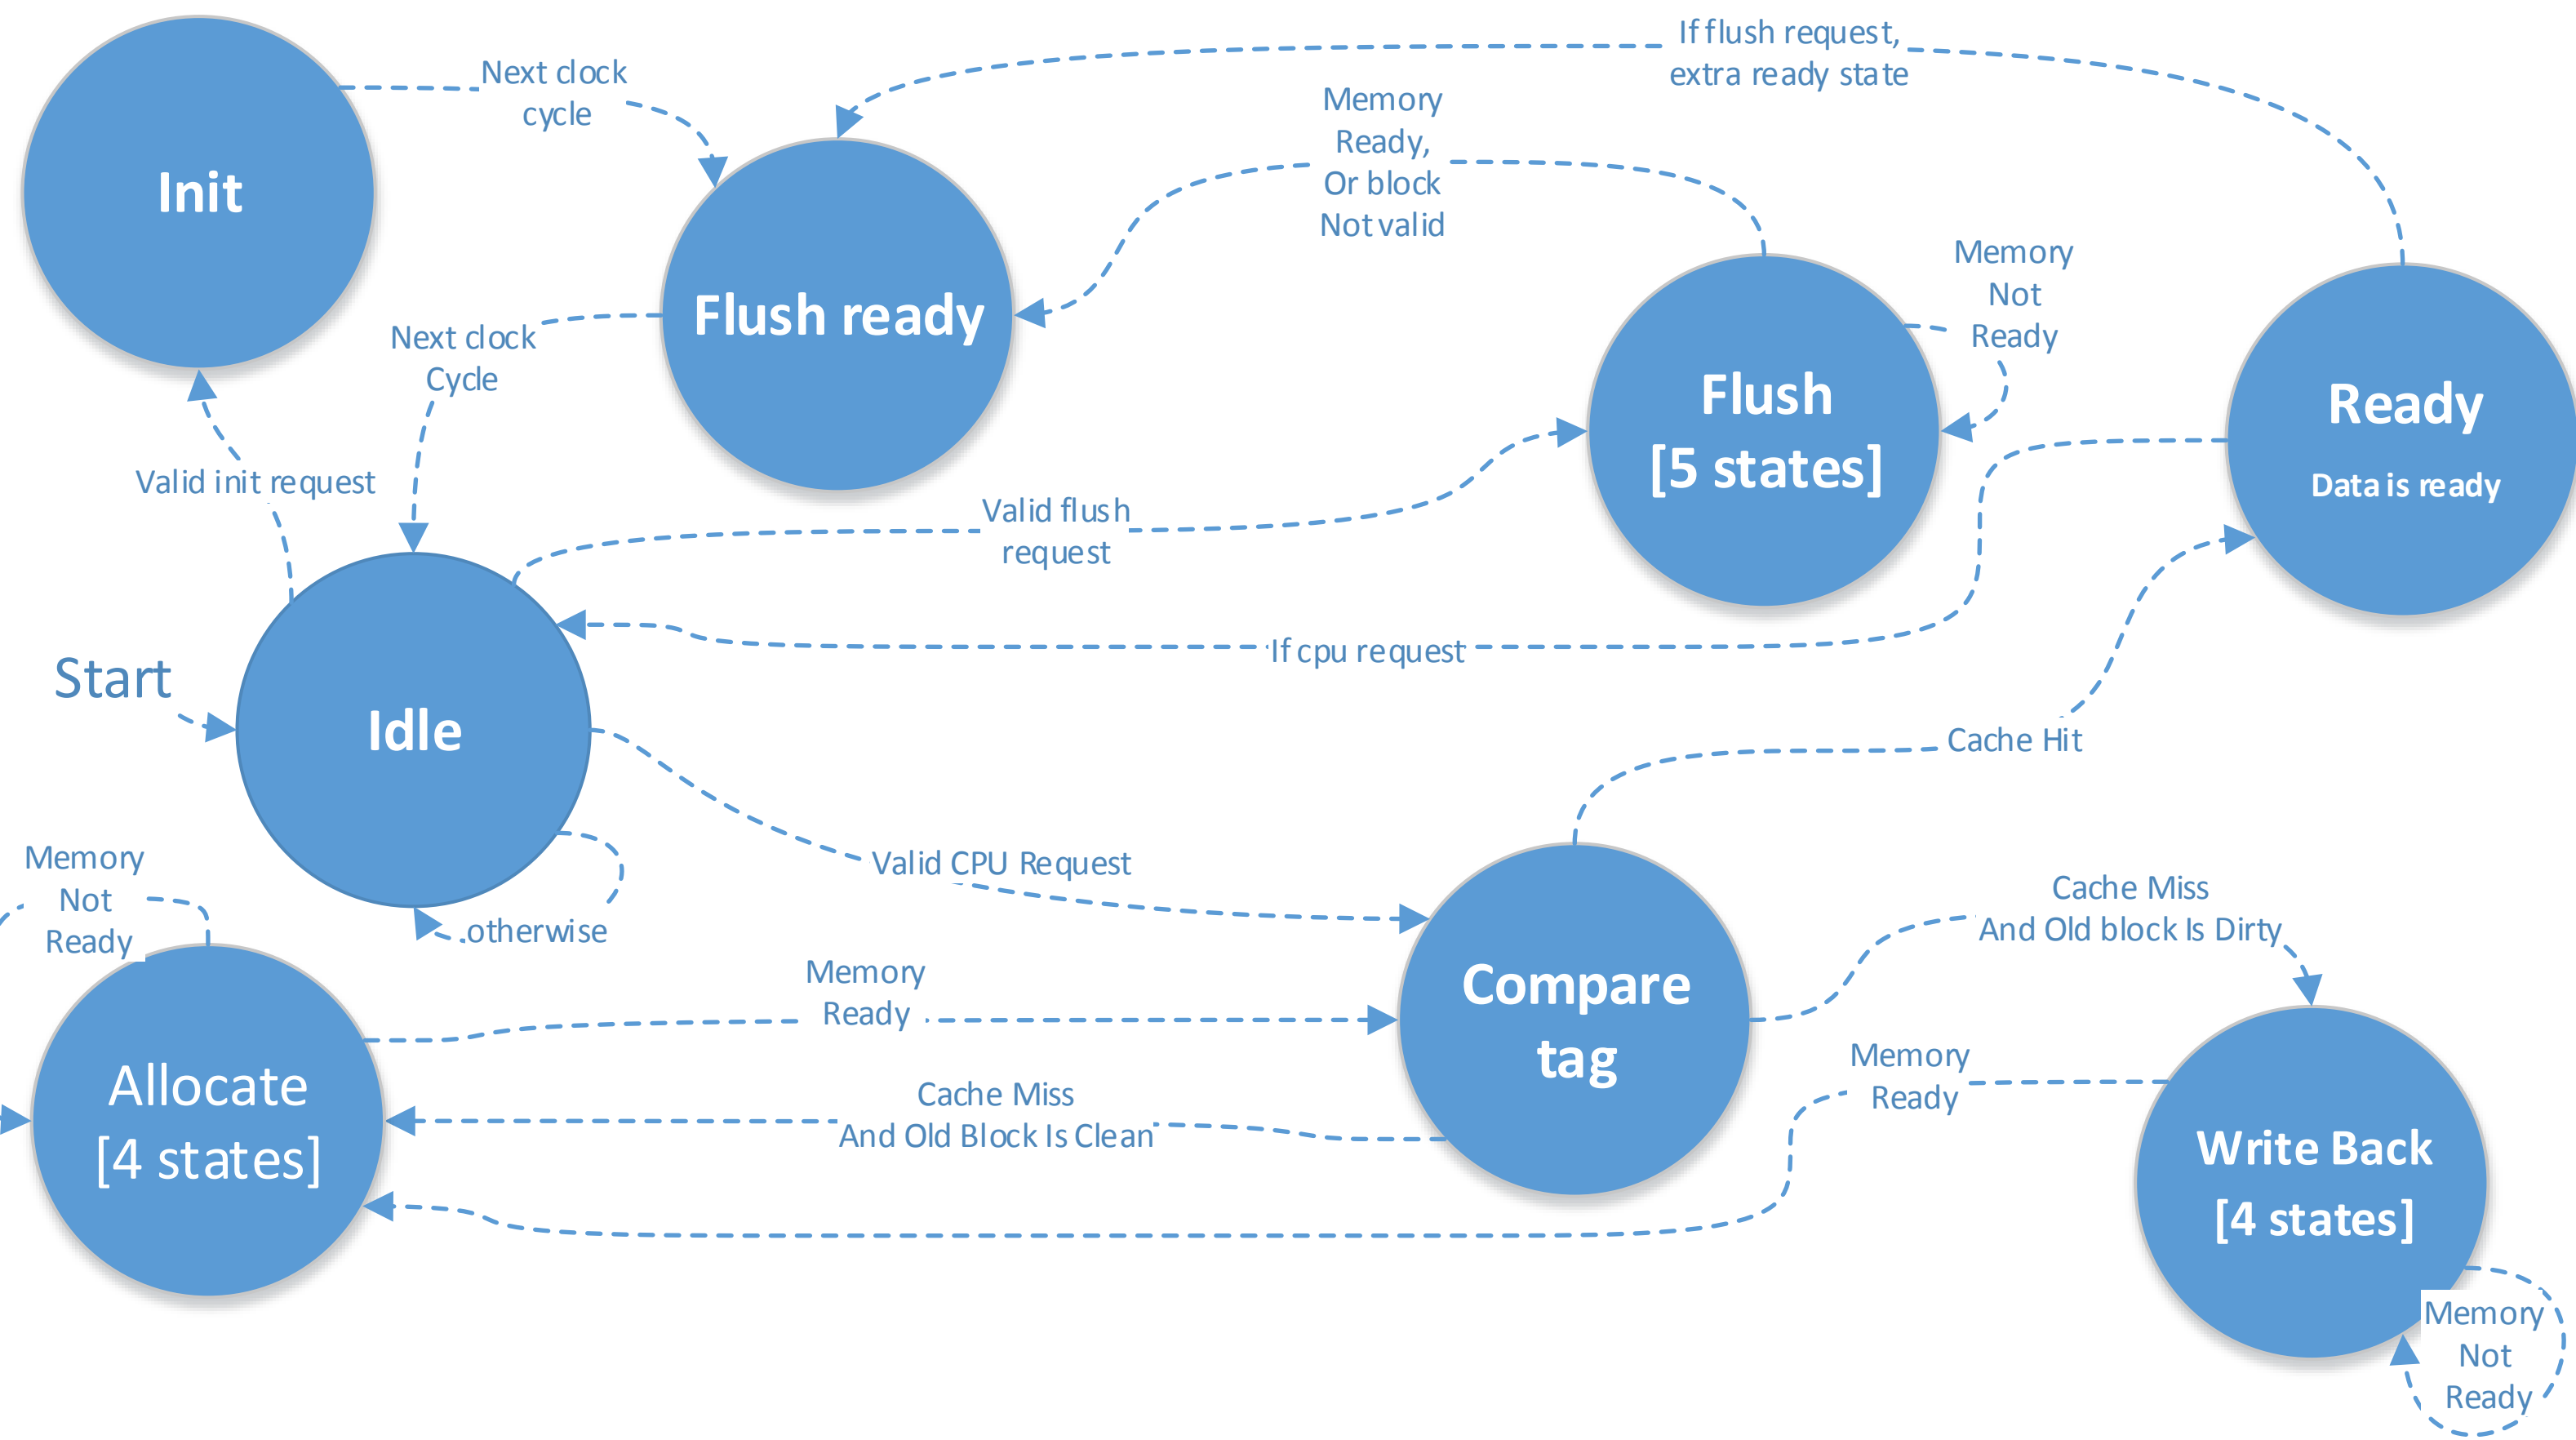 If flush request,
extra ready state
Next clock
cycle
Memory
Ready,
Or block
Not valid
Init
Flush ready
Memory
Not
Ready
Next clock
Cycle
Flush
[5 states]
Ready
Data is ready
Valid init request
Valid flush
request
If cpu request
Start
Idle
Cache Hit
Valid CPU Request
otherwise
Memory
Not
Ready
Cache Miss
And Old block Is Dirty
Memory
Ready
Compare
tag
Allocate
[4 states]
Cache Miss
And Old Block Is Clean
Memory
Ready
Write Back
[4 states]
Memory
Not
Ready